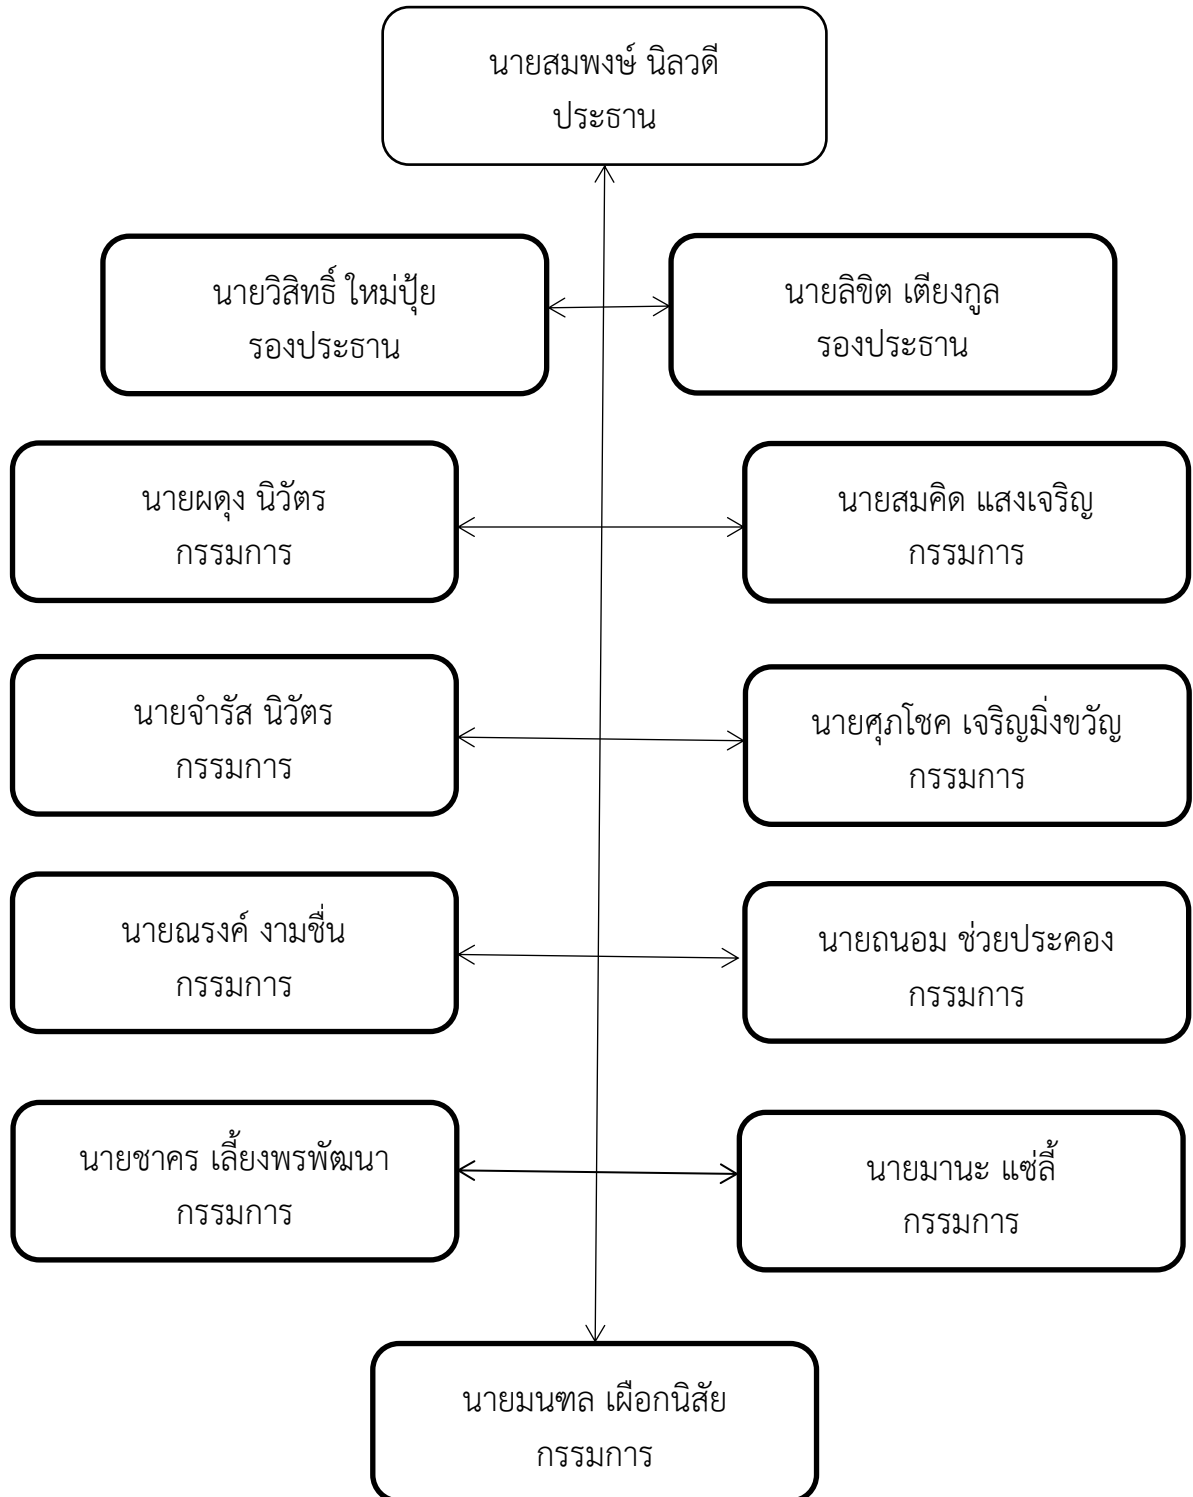 นายสมพงษ์ นิลวดี
ประธาน
นายวิสิทธิ์ ใหม่ปุ้ย
รองประธาน
นายลิขิต เตียงกูล
รองประธาน
นายผดุง นิวัตร
กรรมการ
นายสมคิด แสงเจริญ
กรรมการ
นายจำรัส นิวัตร
กรรมการ
นายศุภโชค เจริญมิ่งขวัญ
กรรมการ
นายณรงค์ งามชื่น
กรรมการ
นายถนอม ช่วยประคอง
กรรมการ
นายชาคร เลี้ยงพรพัฒนา
กรรมการ
นายมานะ แซ่ลี้
กรรมการ
นายมนฑล เผือกนิสัย
กรรมการ